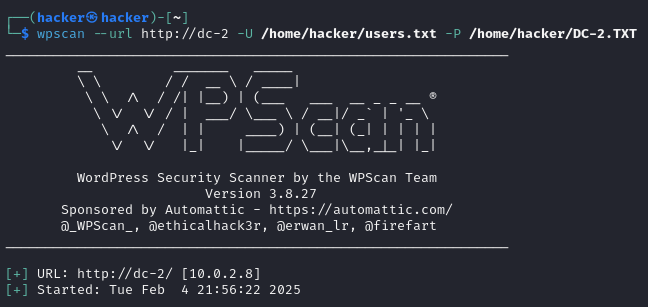 ┌──(hacker㉿hacker)-[~]
└─$ wpscan --url http://dc-2 -U /home/hacker/users.txt -P /home/hacker/DC-2.TXT
_______________________________________________________________
         __          _______   _____
         \ \        / /  __ \ / ____|
          \ \  /\  / /| |__) | (___   ___  __ _ _ __ ®
           \ \/  \/ / |  ___/ \___ \ / __|/ _` | '_ \
            \  /\  /  | |     ____) | (__| (_| | | | |
             \/  \/   |_|    |_____/ \___|\__,_|_| |_|

         WordPress Security Scanner by the WPScan Team
                         Version 3.8.27
       Sponsored by Automattic - https://automattic.com/
       @_WPScan_, @ethicalhack3r, @erwan_lr, @firefart
_______________________________________________________________

[+] URL: http://dc-2/ [10.0.2.8]
[+] Started: Tue Feb  4 21:56:22 2025